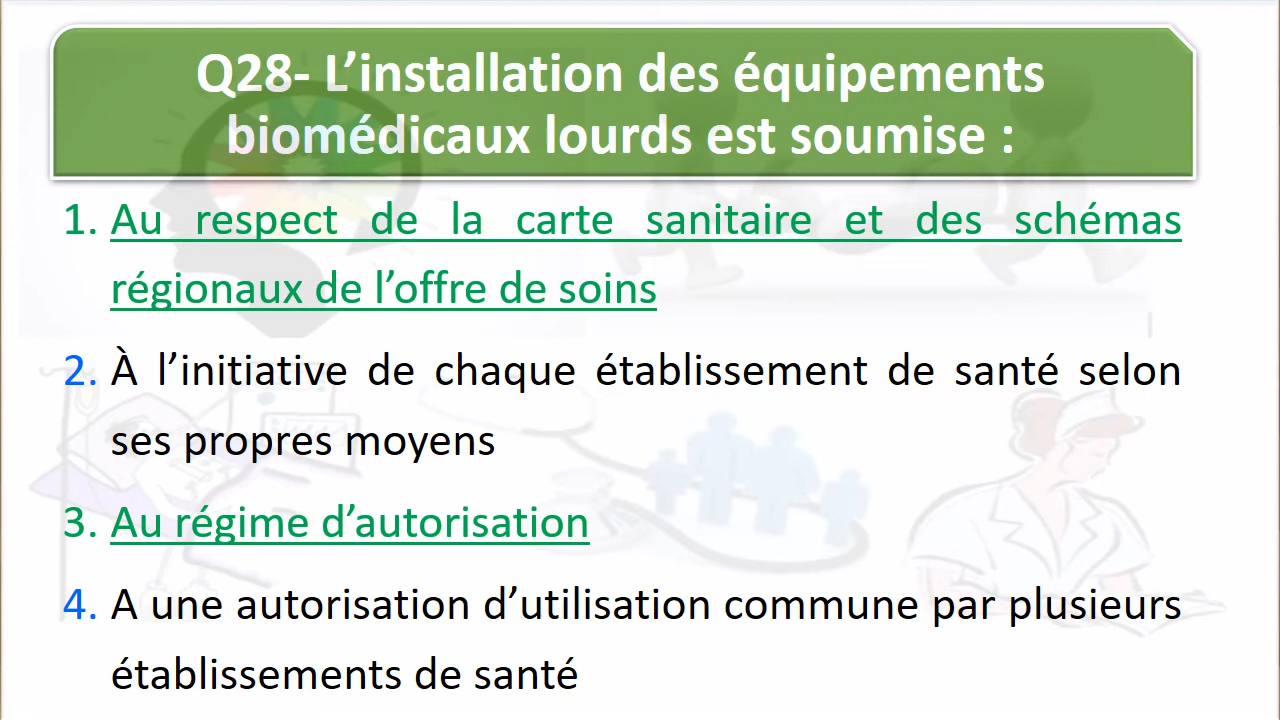 Q28- L’installation des équipements
biomédicaux lourds est soumise :
1. Au respect de la carte sanitaire et des schémas
régionaux de l’offre de soins
2. À l’initiative de chaque établissement de santé selon
ses propres moyens
3. Au régime d’autorisation
4. A une autorisation d’utilisation commune par plusieurs
établissements de santé